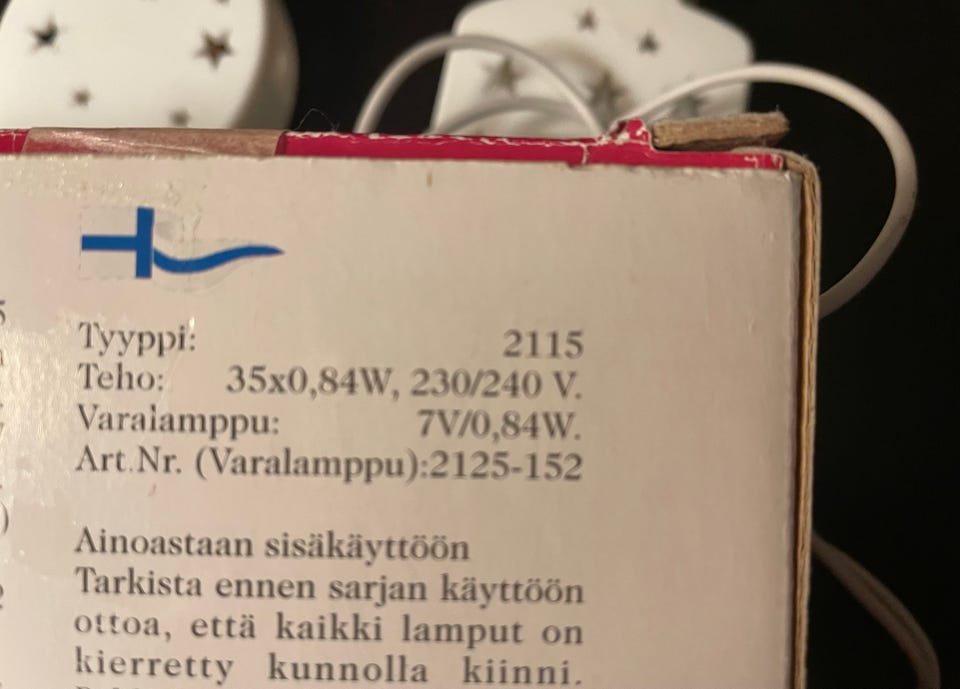 Tyyppi: 2115
Teho: 35x0,84W, 230/240 V.
Varalamppu: 7V/0,84W.
Art.Nr. (Varalamppu):2125-152
Ainoastaan sisäkäyttöön
Tarkista ennen sarjan käyttöön
ottoa, että kaikki lamput on
kierretty kunnolla kiinni.